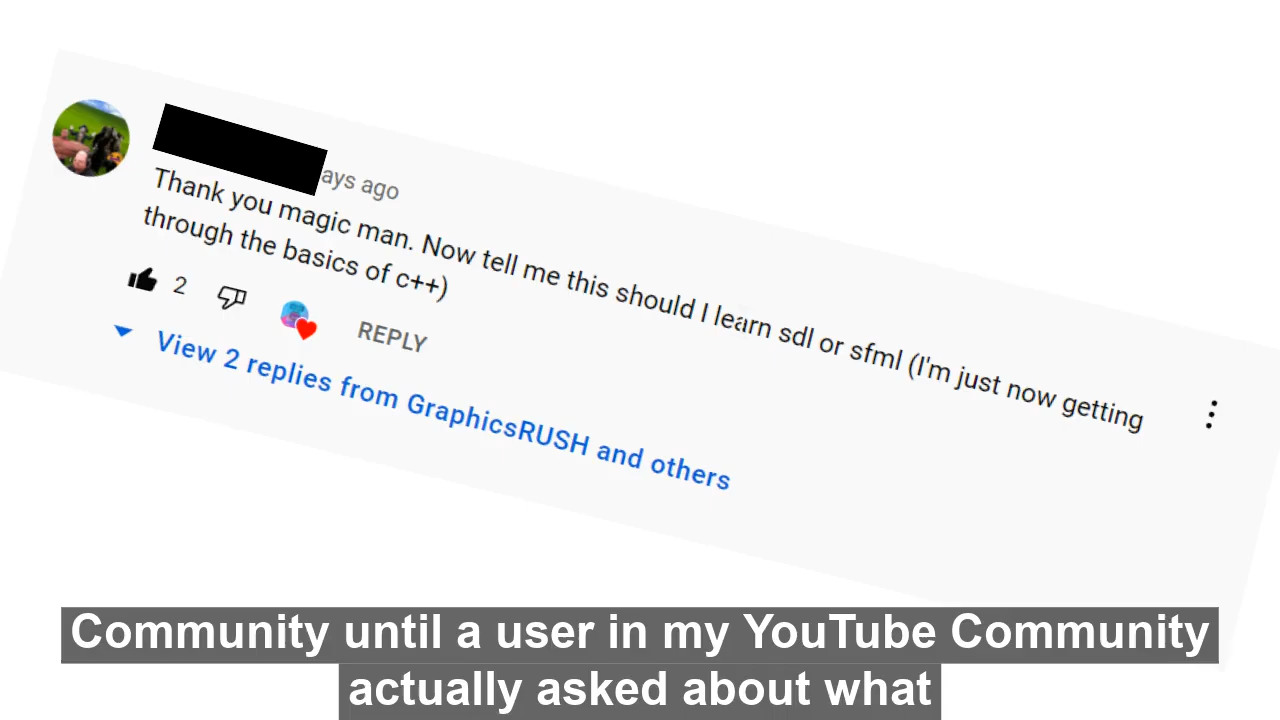 ays ago
Thank you magic man. Now tell me this should I learn sdl or sfml (I'm just now getting
through the basics of c++)
2
REPLY
View 2 replies from GraphicsRUSH and others
Community until a user in my YouTube Community
actually asked about what